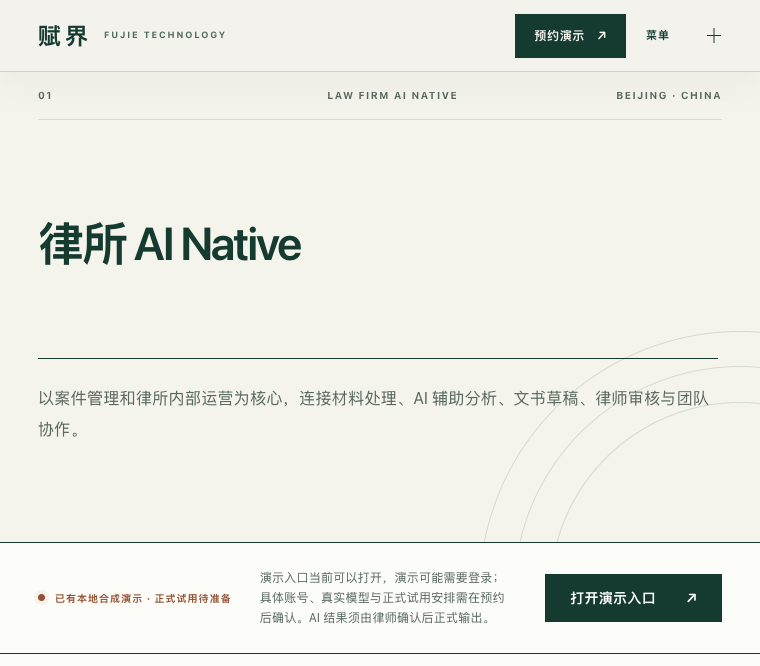 赋界 FUJIE TECHNOLOGY 预约演示 菜单
01 LAW FIRM AI NATIVE BEIJING · CHINA
律所 AI Native
以案件管理和律所内部运营为核心，连接材料处理、AI 辅助分析、文书草稿、律师审核与团队
协作。
演示入口当前可以打开，演示可能需要登录；
具体账号、真实模型与正式试用安排需在预约
后确认。AI 结果须由律师确认后正式输出。
已有本地合成演示 · 正式试用待准备
打开演示入口